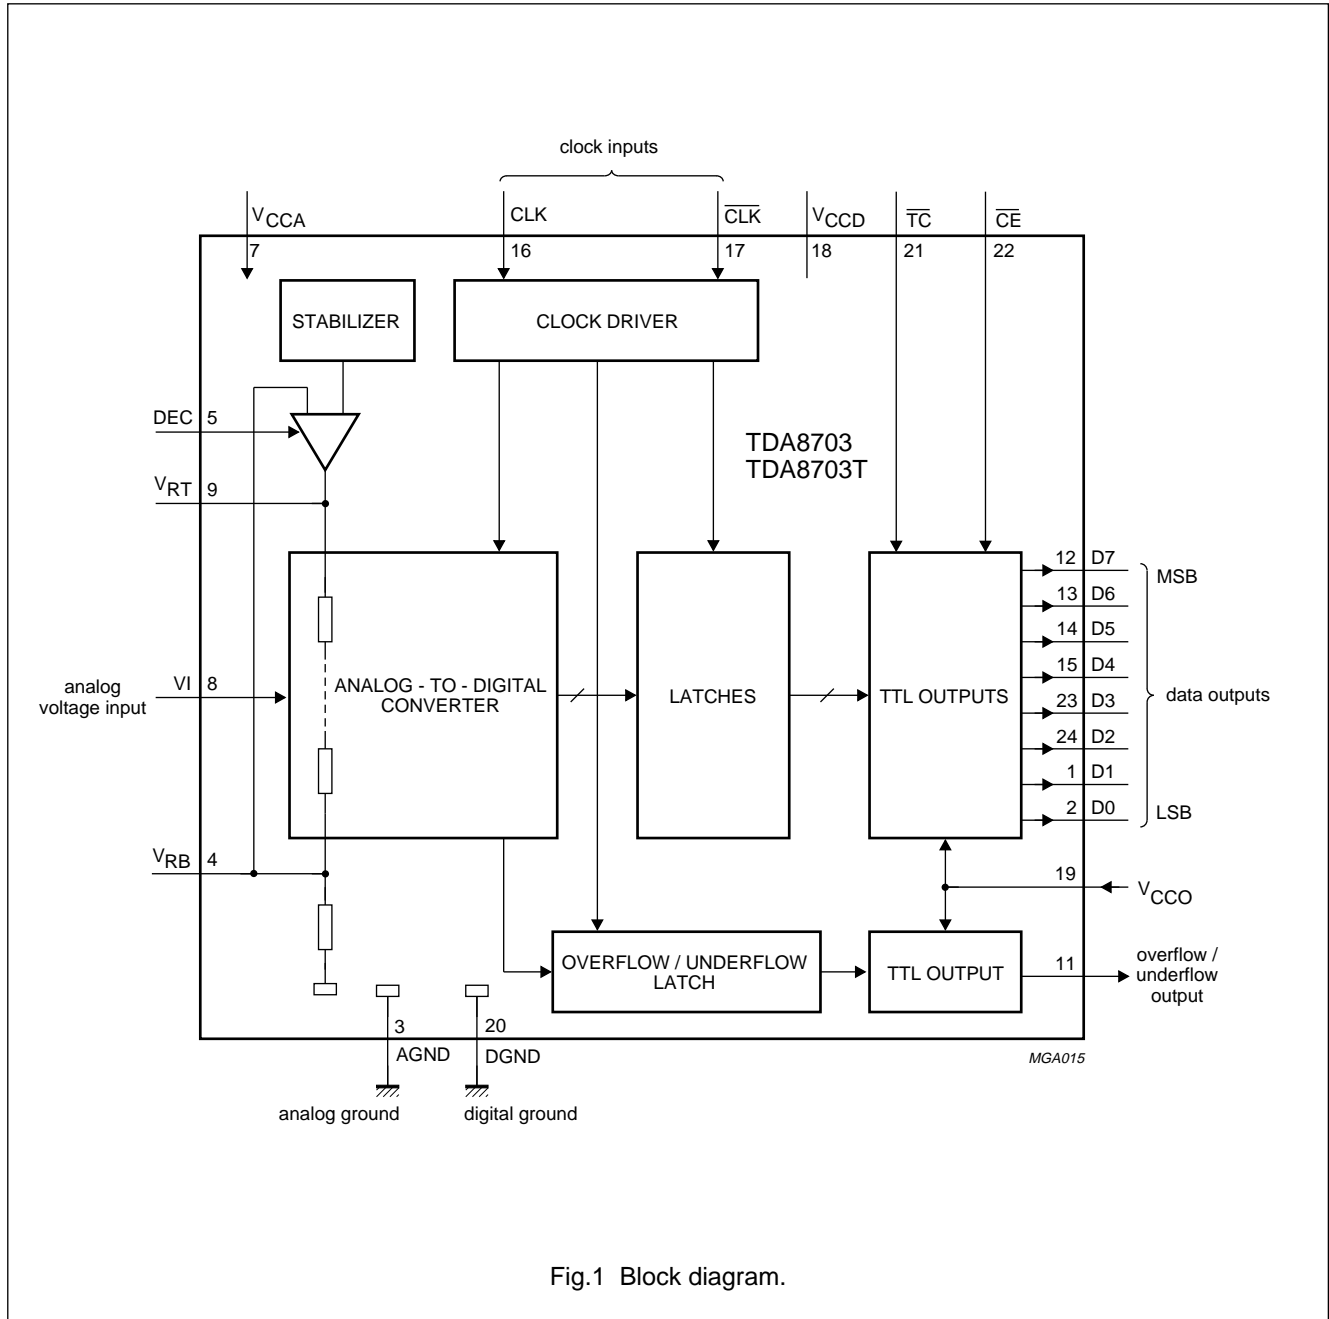 clock inputs
VCCA
CLK
CLK
VCCD
TC
CE
7
16
17
18
21
22
STABILIZER
CLOCK DRIVER
DEC 5
TDA8703
TDA8703T
VRT 9
12 D7
MSB
13 D6
14 D5
15 D4
23 D3
24 D2
1 D1
2 D0
LSB
data outputs
analog
voltage input
VI 8
ANALOG - TO - DIGITAL
CONVERTER
LATCHES
TTL OUTPUTS
VRB 4
19
VCCO
OVERFLOW / UNDERFLOW
LATCH
TTL OUTPUT
11
overflow /
underflow
output
3
20
AGND
DGND
MGA015
analog ground
digital ground
Fig.1 Block diagram.